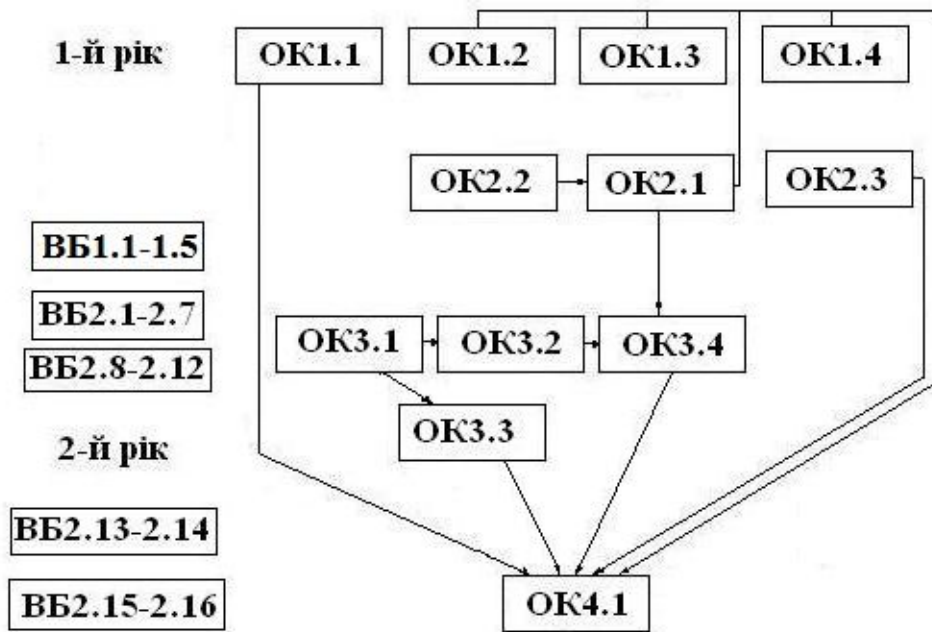 1-й рік
ОК1.1
ОК1.2
ОК1.3
ОК1.4
ОК2.2
ОК2.1
ОК2.3
ВБ1.1-1.5
ВБ2.1-2.7
ОК3.1
ОК3.2
ОК3.4
ВБ2.8-2.12
ОК3.3
2-й рік
ВБ2.13-2.14
ВБ2.15-2.16
ОК4.1